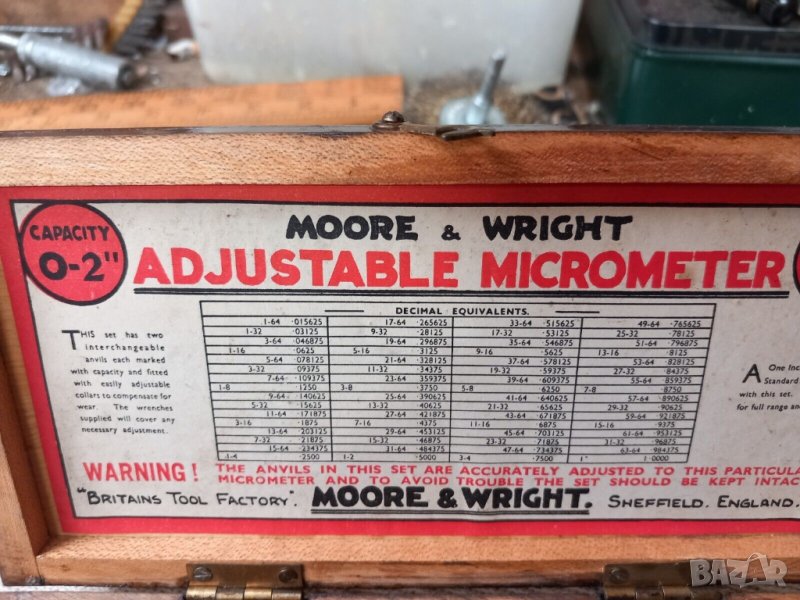 CAPACITY
0-2"
MOORE & WRIGHT
ADJUSTABLE MICROMETER
DECIMAL EQUIVALENTS.
1-64 ·015625 17-64 ·265625 33-64 ·515625 49-64 ·765625
1-32 ·03125 9-32 ·28125 17-32 ·53125 25-32 ·78125
3-64 ·046875 19-64 ·296875 35-64 ·546875 51-64 ·796875
1-16 ·0625 5-16 ·3125 9-16 ·5625 13-16 ·8125
5-64 ·078125 21-64 ·328125 37-64 ·578125 53-64 ·828125
3-32 ·09375 11-32 ·34375 19-32 ·59375 27-32 ·84375
7-64 ·109375 23-64 ·359375 39-64 ·609375 55-64 ·859375
1-8 ·1250 3-8 ·3750 5-8 ·6250 7-8 ·8750
9-64 ·140625 25-64 ·390625 41-64 ·640625 57-64 ·890625
5-32 ·15625 13-32 ·40625 21-32 ·65625 29-32 ·90625
11-64 ·171875 27-64 ·421875 43-64 ·671875 59-64 ·921875
3-16 ·1875 7-16 ·4375 11-16 ·6875 15-16 ·9375
13-64 ·203125 29-64 ·453125 45-64 ·703125 61-64 ·953125
7-32 ·21875 15-32 ·46875 23-32 ·71875 31-32 ·96875
15-64 ·234375 31-64 ·484375 47-64 ·734375 63-64 ·984375
1-4 ·2500 1-2 ·5000 3-4 ·7500 1" 1·0000
THIS set has two
interchangeable
anvils each marked
with capacity and fitted
with easily adjustable
collars to compensate for
wear. The wrenches
supplied will cover any
necessary adjustment.
A One Inc
Standard
with this set.
for full range an
WARNING! THE ANVILS IN THIS SET ARE ACCURATELY ADJUSTED TO THIS PARTICULA
MICROMETER AND TO AVOID TROUBLE THE SET SHOULD BE KEPT INTAC
"BRITAINS TOOL FACTORY". MOORE & WRIGHT. SHEFFIELD. ENGLAND.
BAZAR